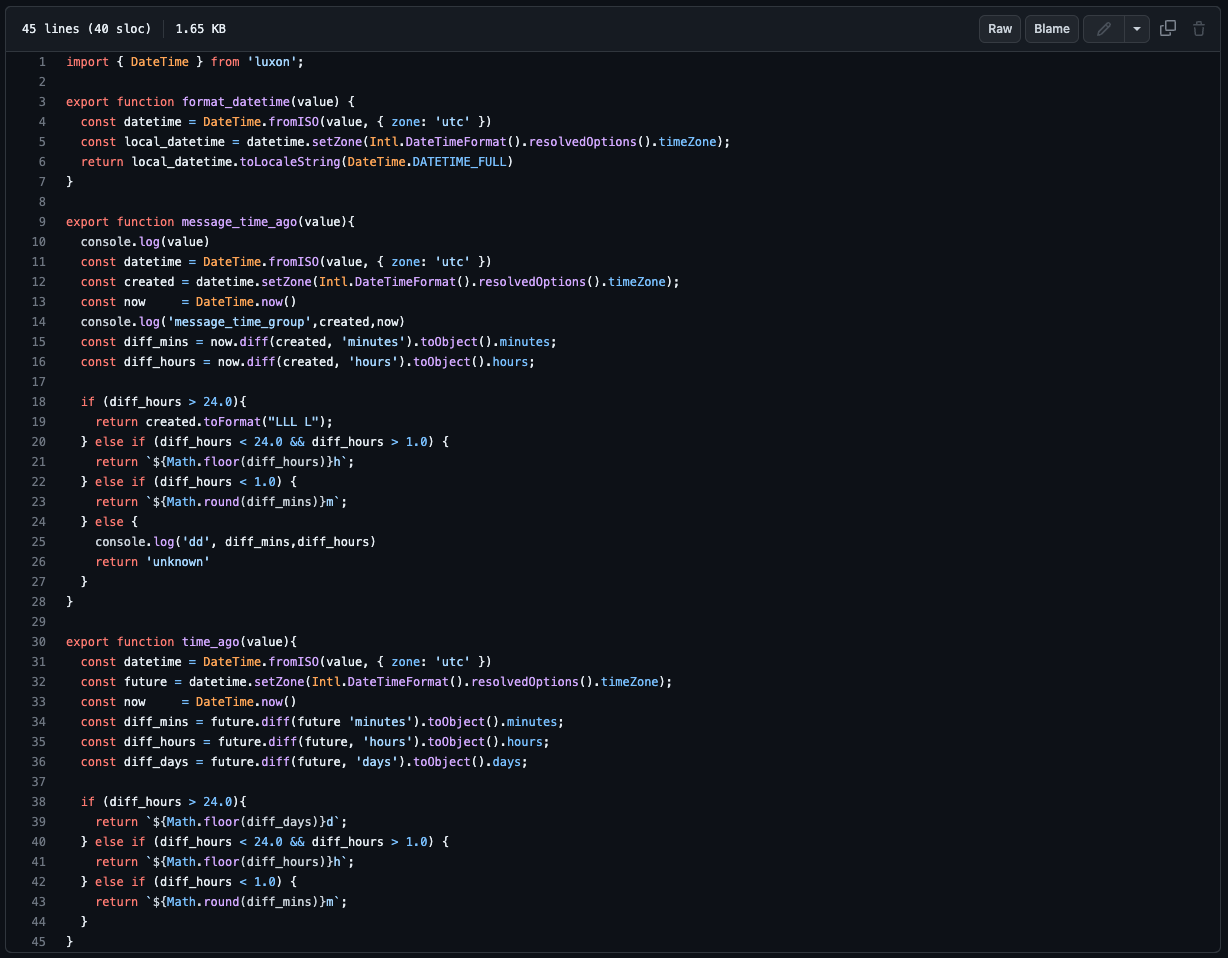 45 lines (40 sloc) 1.65 KB Raw Blame
1 import { DateTime } from 'luxon';
2
3 export function format_datetime(value) {
4   const datetime = DateTime.fromISO(value, { zone: 'utc' })
5   const local_datetime = datetime.setZone(Intl.DateTimeFormat().resolvedOptions().timeZone);
6   return local_datetime.toLocaleString(DateTime.DATETIME_FULL)
7 }
8
9 export function message_time_ago(value){
10   console.log(value)
11   const datetime = DateTime.fromISO(value, { zone: 'utc' })
12   const created = datetime.setZone(Intl.DateTimeFormat().resolvedOptions().timeZone);
13   const now     = DateTime.now()
14   console.log('message_time_group',created,now)
15   const diff_mins = now.diff(created, 'minutes').toObject().minutes;
16   const diff_hours = now.diff(created, 'hours').toObject().hours;
17
18   if (diff_hours > 24.0){
19     return created.toFormat("LLL L");
20   } else if (diff_hours < 24.0 && diff_hours > 1.0) {
21     return `${Math.floor(diff_hours)}h`;
22   } else if (diff_hours < 1.0) {
23     return `${Math.round(diff_mins)}m`;
24   } else {
25     console.log('dd', diff_mins,diff_hours)
26     return 'unknown'
27   }
28 }
29
30 export function time_ago(value){
31   const datetime = DateTime.fromISO(value, { zone: 'utc' })
32   const future = datetime.setZone(Intl.DateTimeFormat().resolvedOptions().timeZone);
33   const now     = DateTime.now()
34   const diff_mins = future.diff(future 'minutes').toObject().minutes;
35   const diff_hours = future.diff(future, 'hours').toObject().hours;
36   const diff_days = future.diff(future, 'days').toObject().days;
37
38   if (diff_hours > 24.0){
39     return `${Math.floor(diff_days)}d`;
40   } else if (diff_hours < 24.0 && diff_hours > 1.0) {
41     return `${Math.floor(diff_hours)}h`;
42   } else if (diff_hours < 1.0) {
43     return `${Math.round(diff_mins)}m`;
44   }
45 }